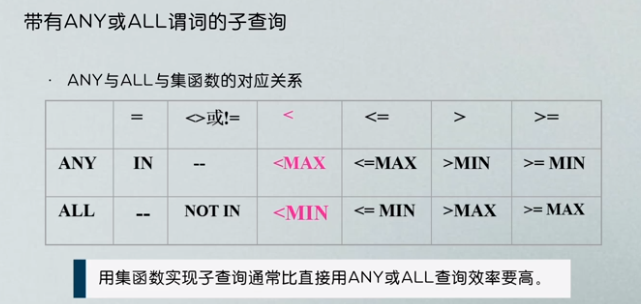 带有ANY或ALL谓词的子查询
· ANY与ALL与集函数的对应关系
= <>或!= < <= > >=
ANY IN -- <MAX <=MAX >MIN >= MIN
ALL -- NOT IN <MIN <= MIN >MAX >= MAX
用集函数实现子查询通常比直接用ANY或ALL查询效率要高。